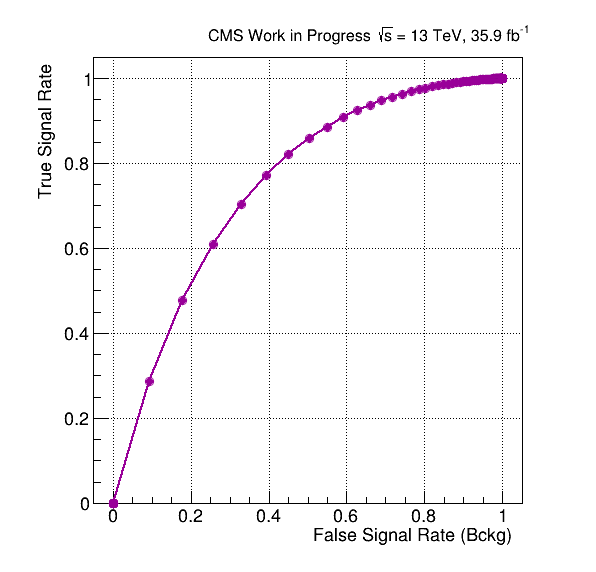 CMS Work in Progress √s = 13 TeV, 35.9 fb⁻¹
True Signal Rate
1
0.8
0.6
0.4
0.2
0
0 0.2 0.4 0.6 0.8 1
False Signal Rate (Bckg)